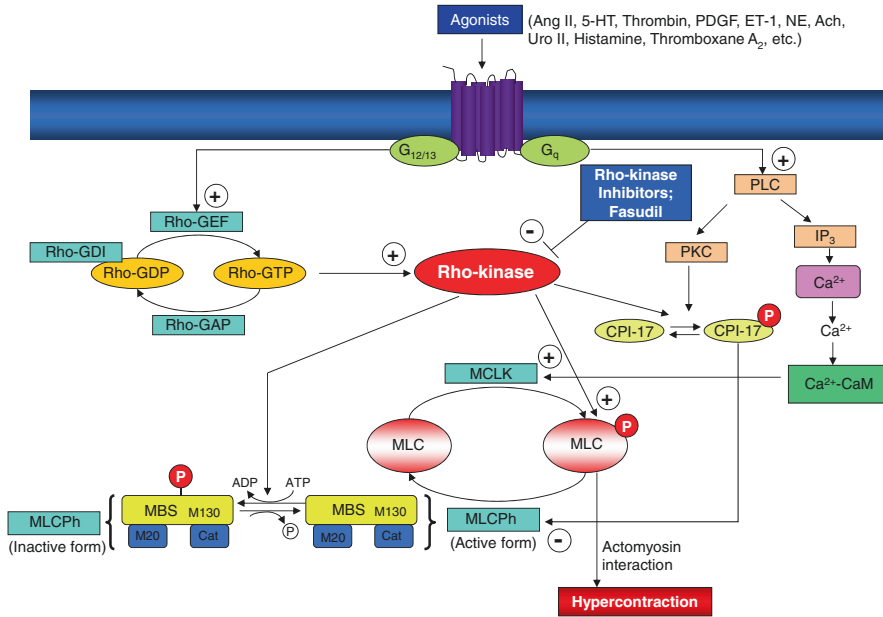 Agonists
(Ang II, 5-HT, Thrombin, PDGF, ET-1, NE, Ach,
Uro II, Histamine, Thromboxane A₂, etc.)
G12/13
Gq
+
+
Rho-kinase
Inhibitors;
Fasudil
PLC
Rho-GEF
-
Rho-GDI
PKC
IP₃
Rho-GDP
Rho-GTP
+
Rho-kinase
Ca²⁺
Rho-GAP
CPI-17
CPI-17
P
Ca²⁺
MCLK
+
Ca²⁺-CaM
+
MLC
MLC
P
P
ADP
ATP
MBS M130
MBS M130
MLCPh
(Inactive form)
M20
Cat
P
M20
Cat
MLCPh
(Active form)
-
Actomyosin
interaction
Hypercontraction